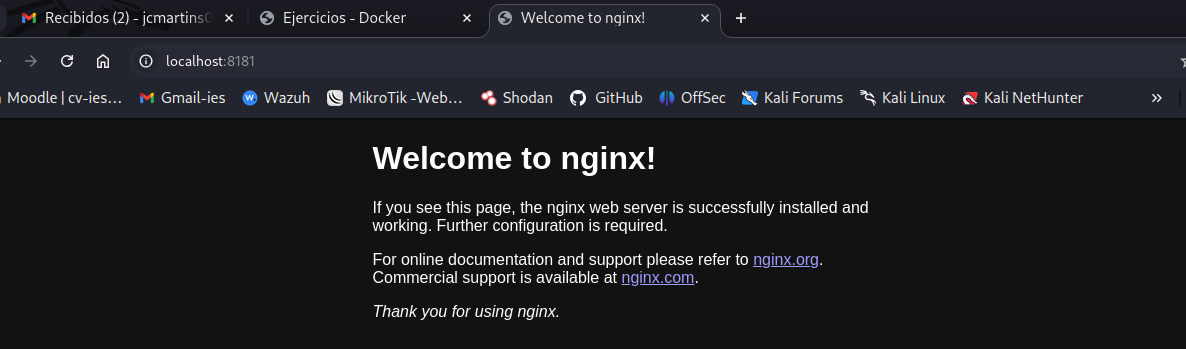 Recibidos (2) - jcmartins
Ejercicios - Docker
Welcome to nginx!
localhost:8181
Moodle | cv-ies…
Gmail-ies
Wazuh
MikroTik -Web…
Shodan
GitHub
OffSec
Kali Forums
Kali Linux
Kali NetHunter
Welcome to nginx!
If you see this page, the nginx web server is successfully installed and
working. Further configuration is required.
For online documentation and support please refer to nginx.org.
Commercial support is available at nginx.com.
Thank you for using nginx.